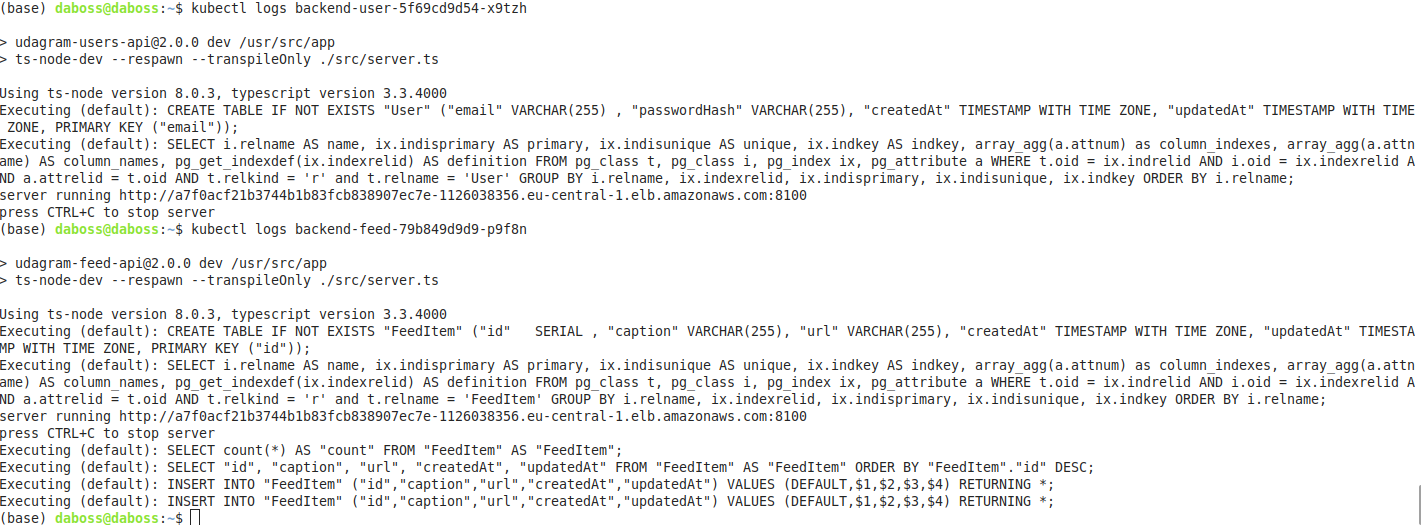 (base) daboss@daboss:~$ kubectl logs backend-user-5f69cd9d54-x9tzh
> udagram-users-api@2.0.0 dev /usr/src/app
> ts-node-dev --respawn --transpileOnly ./src/server.ts
Using ts-node version 8.0.3, typescript version 3.3.4000
Executing (default): CREATE TABLE IF NOT EXISTS "User" ("email" VARCHAR(255) , "passwordHash" VARCHAR(255), "createdAt" TIMESTAMP WITH TIME ZONE, "updatedAt" TIMESTAMP WITH TIME
 ZONE, PRIMARY KEY ("email"));
Executing (default): SELECT i.relname AS name, ix.indisprimary AS primary, ix.indisunique AS unique, ix.indkey AS indkey, array_agg(a.attnum) as column_indexes, array_agg(a.attn
ame) AS column_names, pg_get_indexdef(ix.indexrelid) AS definition FROM pg_class t, pg_class i, pg_index ix, pg_attribute a WHERE t.oid = ix.indrelid AND i.oid = ix.indexrelid A
ND a.attrelid = t.oid AND t.relkind = 'r' and t.relname = 'User' GROUP BY i.relname, ix.indexrelid, ix.indisprimary, ix.indisunique, ix.indkey ORDER BY i.relname;
server running http://a7f0acf21b3744b1b83fcb838907ec7e-1126038356.eu-central-1.elb.amazonaws.com:8100
press CTRL+C to stop server
(base) daboss@daboss:~$ kubectl logs backend-feed-79b849d9d9-p9f8n
> udagram-feed-api@2.0.0 dev /usr/src/app
> ts-node-dev --respawn --transpileOnly ./src/server.ts
Using ts-node version 8.0.3, typescript version 3.3.4000
Executing (default): CREATE TABLE IF NOT EXISTS "FeedItem" ("id"   SERIAL , "caption" VARCHAR(255), "url" VARCHAR(255), "createdAt" TIMESTAMP WITH TIME ZONE, "updatedAt" TIMESTA
MP WITH TIME ZONE, PRIMARY KEY ("id"));
Executing (default): SELECT i.relname AS name, ix.indisprimary AS primary, ix.indisunique AS unique, ix.indkey AS indkey, array_agg(a.attnum) as column_indexes, array_agg(a.attn
ame) AS column_names, pg_get_indexdef(ix.indexrelid) AS definition FROM pg_class t, pg_class i, pg_index ix, pg_attribute a WHERE t.oid = ix.indrelid AND i.oid = ix.indexrelid A
ND a.attrelid = t.oid AND t.relkind = 'r' and t.relname = 'FeedItem' GROUP BY i.relname, ix.indexrelid, ix.indisprimary, ix.indisunique, ix.indkey ORDER BY i.relname;
server running http://a7f0acf21b3744b1b83fcb838907ec7e-1126038356.eu-central-1.elb.amazonaws.com:8100
press CTRL+C to stop server
Executing (default): SELECT count(*) AS "count" FROM "FeedItem" AS "FeedItem";
Executing (default): SELECT "id", "caption", "url", "createdAt", "updatedAt" FROM "FeedItem" AS "FeedItem" ORDER BY "FeedItem"."id" DESC;
Executing (default): INSERT INTO "FeedItem" ("id","caption","url","createdAt","updatedAt") VALUES (DEFAULT,$1,$2,$3,$4) RETURNING *;
Executing (default): INSERT INTO "FeedItem" ("id","caption","url","createdAt","updatedAt") VALUES (DEFAULT,$1,$2,$3,$4) RETURNING *;
(base) daboss@daboss:~$